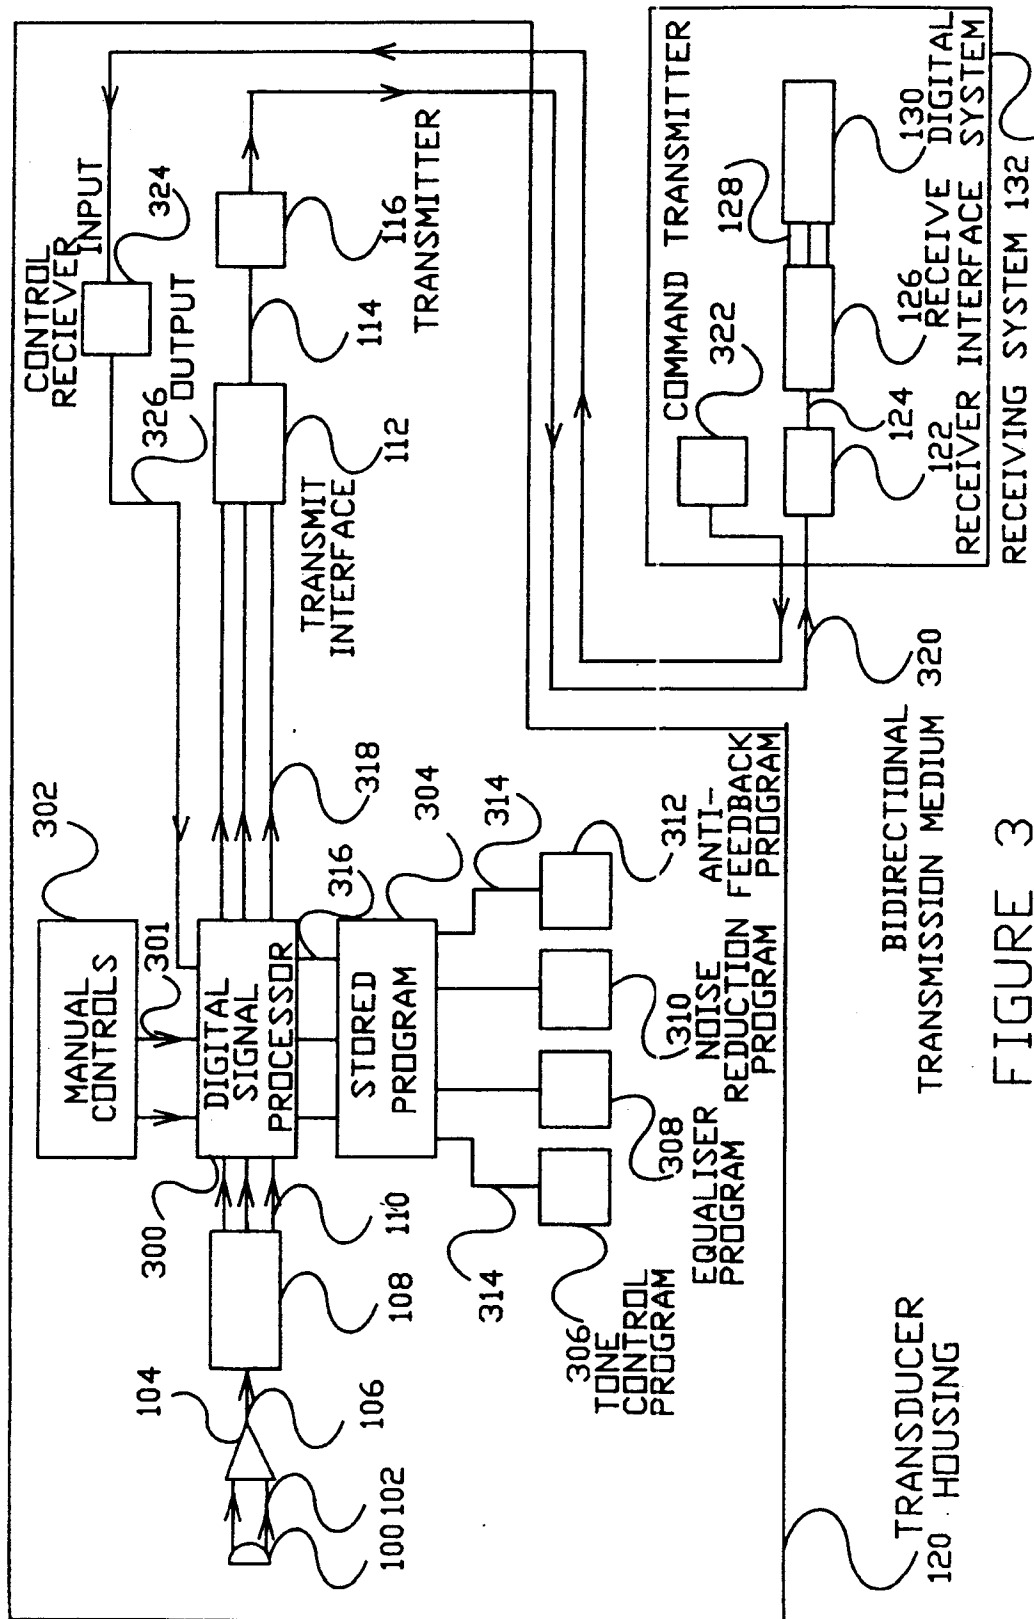 302
MANUAL
CONTROLS
301
300
DIGITAL
SIGNAL
PROCESSOR
316
STORED
PROGRAM
304
318
326
CONTROL
RECIEVER
INPUT
324
OUTPUT
104
106
100
102
108
110
112
TRANSMIT
INTERFACE
114
116
TRANSMITTER
314
314
306
TONE
CONTROL
PROGRAM
308
EQUALISER
PROGRAM
310
NOISE
REDUCTION
PROGRAM
312
ANTI-
FEEDBACK
PROGRAM
COMMAND TRANSMITTER
322
128
124
122
RECEIVER INTERFACE SYSTEM
126
RECEIVE
130
DIGITAL
RECEIVING SYSTEM 132
320
BIDIRECTIONAL
TRANSMISSION MEDIUM
120
TRANSDUCER
HOUSING
FIGURE 3